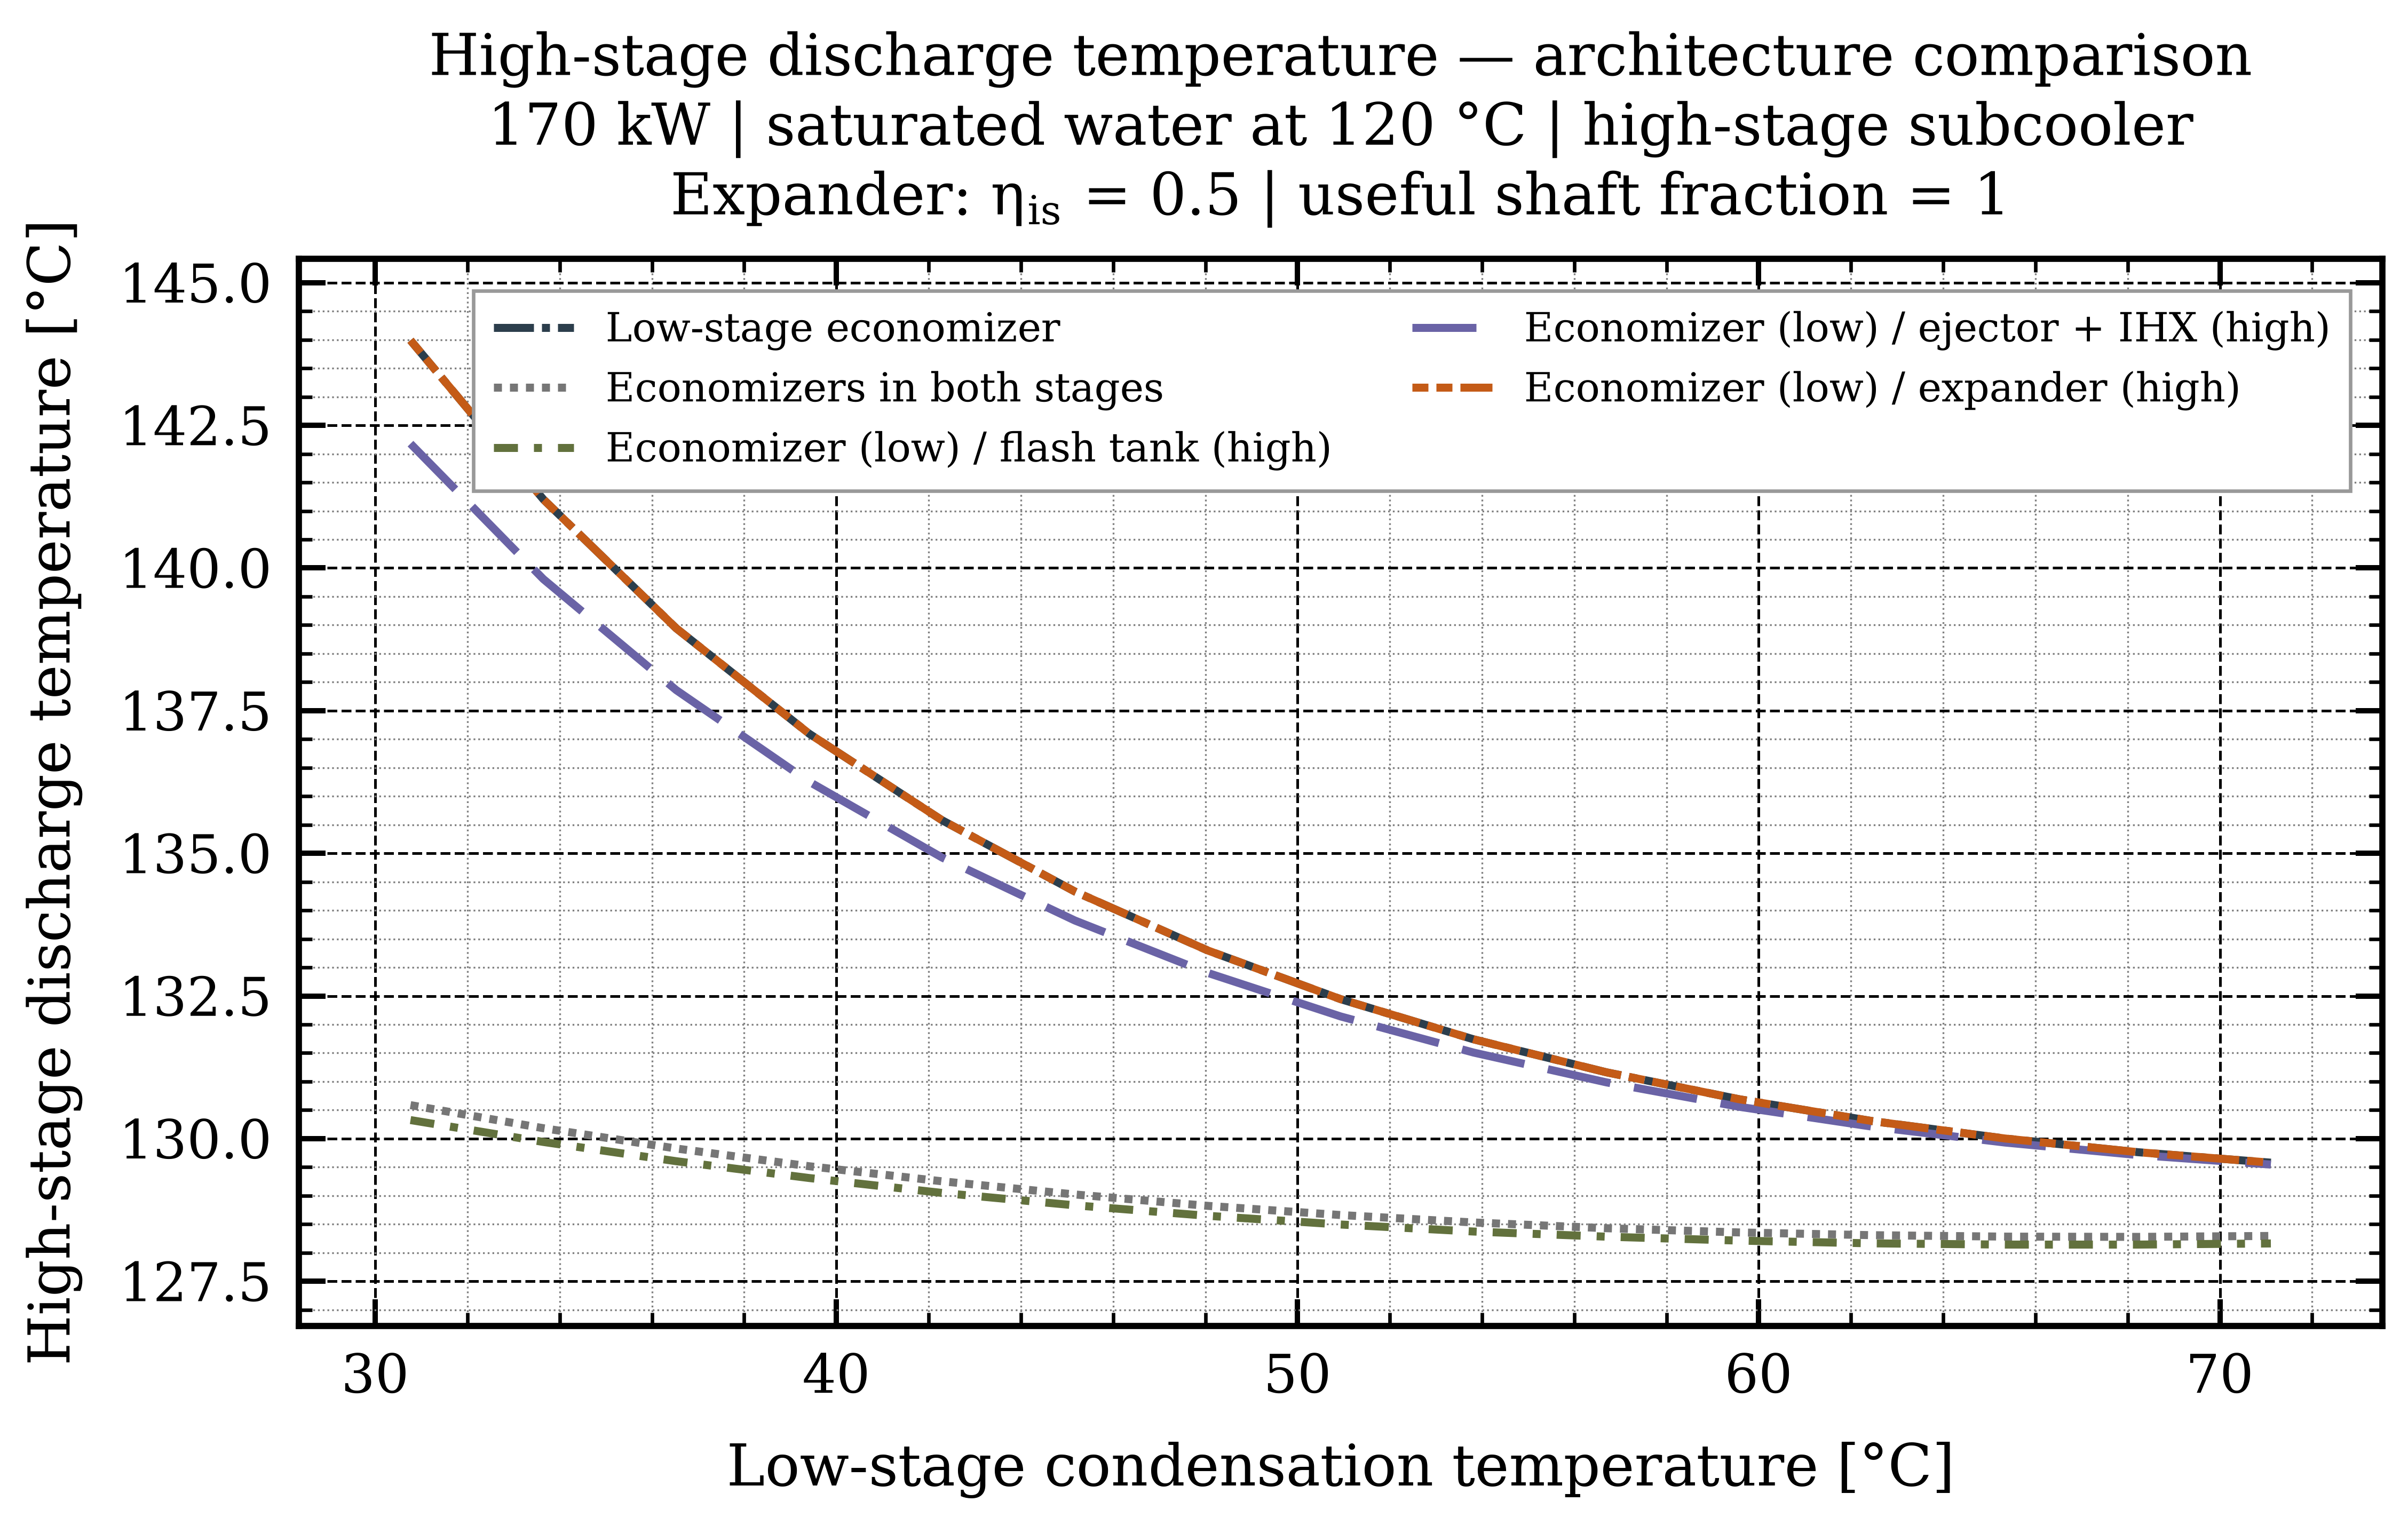 High-stage discharge temperature — architecture comparison
170 kW | saturated water at 120 °C | high-stage subcooler
Expander: ηis = 0.5 | useful shaft fraction = 1
High-stage discharge temperature [°C]
145.0
142.5
140.0
137.5
135.0
132.5
130.0
127.5
Low-stage economizer
Economizers in both stages
Economizer (low) / flash tank (high)
Economizer (low) / ejector + IHX (high)
Economizer (low) / expander (high)
30 40 50 60 70
Low-stage condensation temperature [°C]